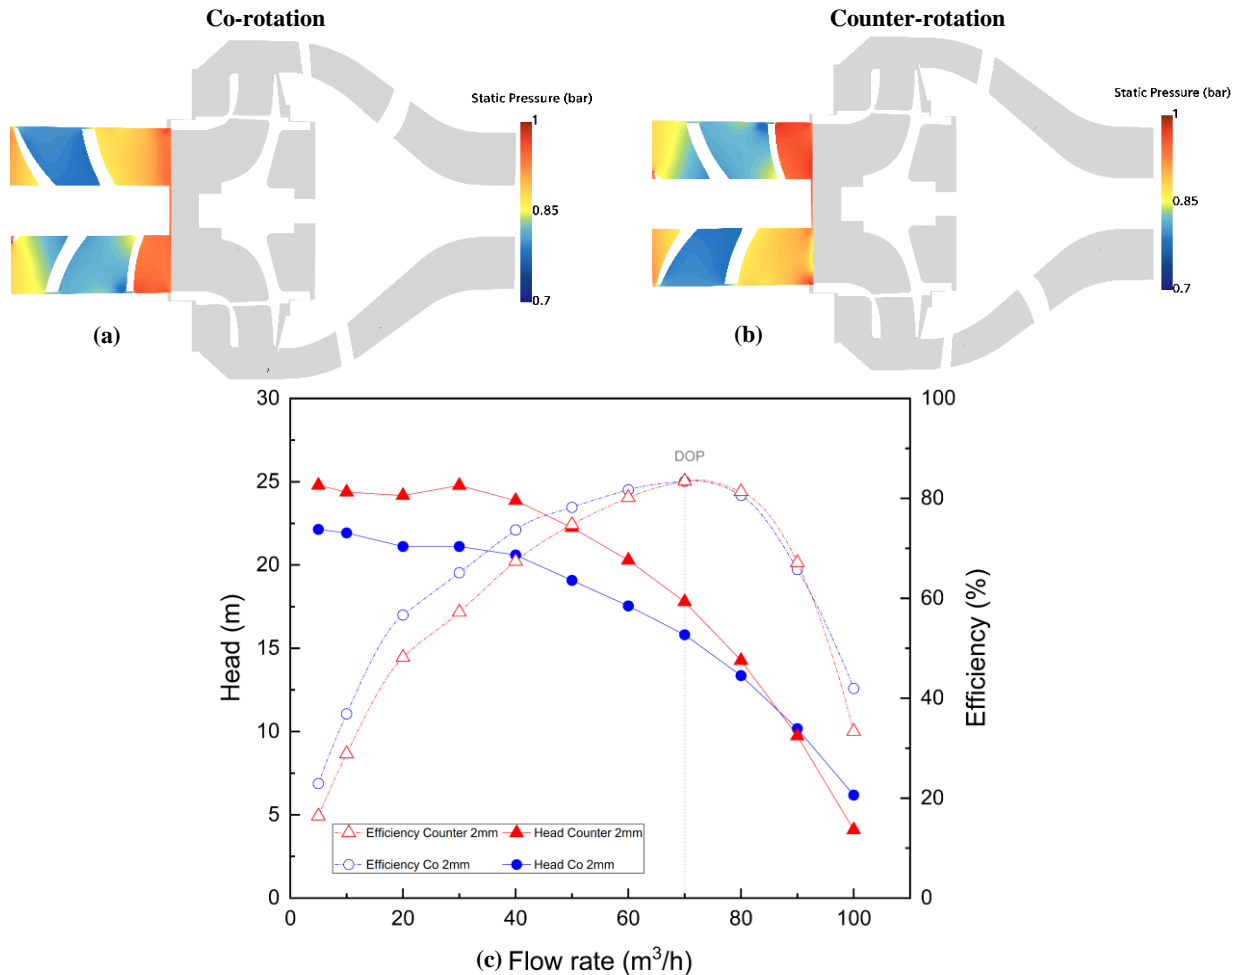 Co-rotation
Counter-rotation
Static Pressure (bar)
1
0.85
0.7
(a)
Static Pressure (bar)
1
0.85
0.7
(b)
30
25
20
15
10
5
0
Head (m)
100
80
60
40
20
0
Efficiency (%)
DOP
Efficiency Counter 2mm
Head Counter 2mm
Efficiency Co 2mm
Head Co 2mm
0 20 40 60 80 100
(c) Flow rate (m³/h)